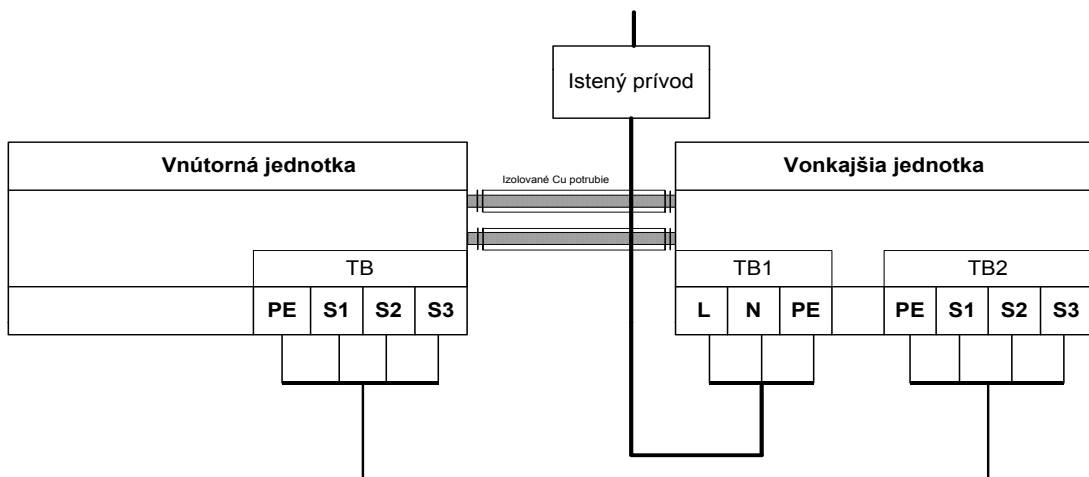 Istený prívod
Vnútorná jednotka
Vonkajšia jednotka
Izolované Cu potrubie
TB
TB1
TB2
PE S1 S2 S3
L N PE
PE S1 S2 S3